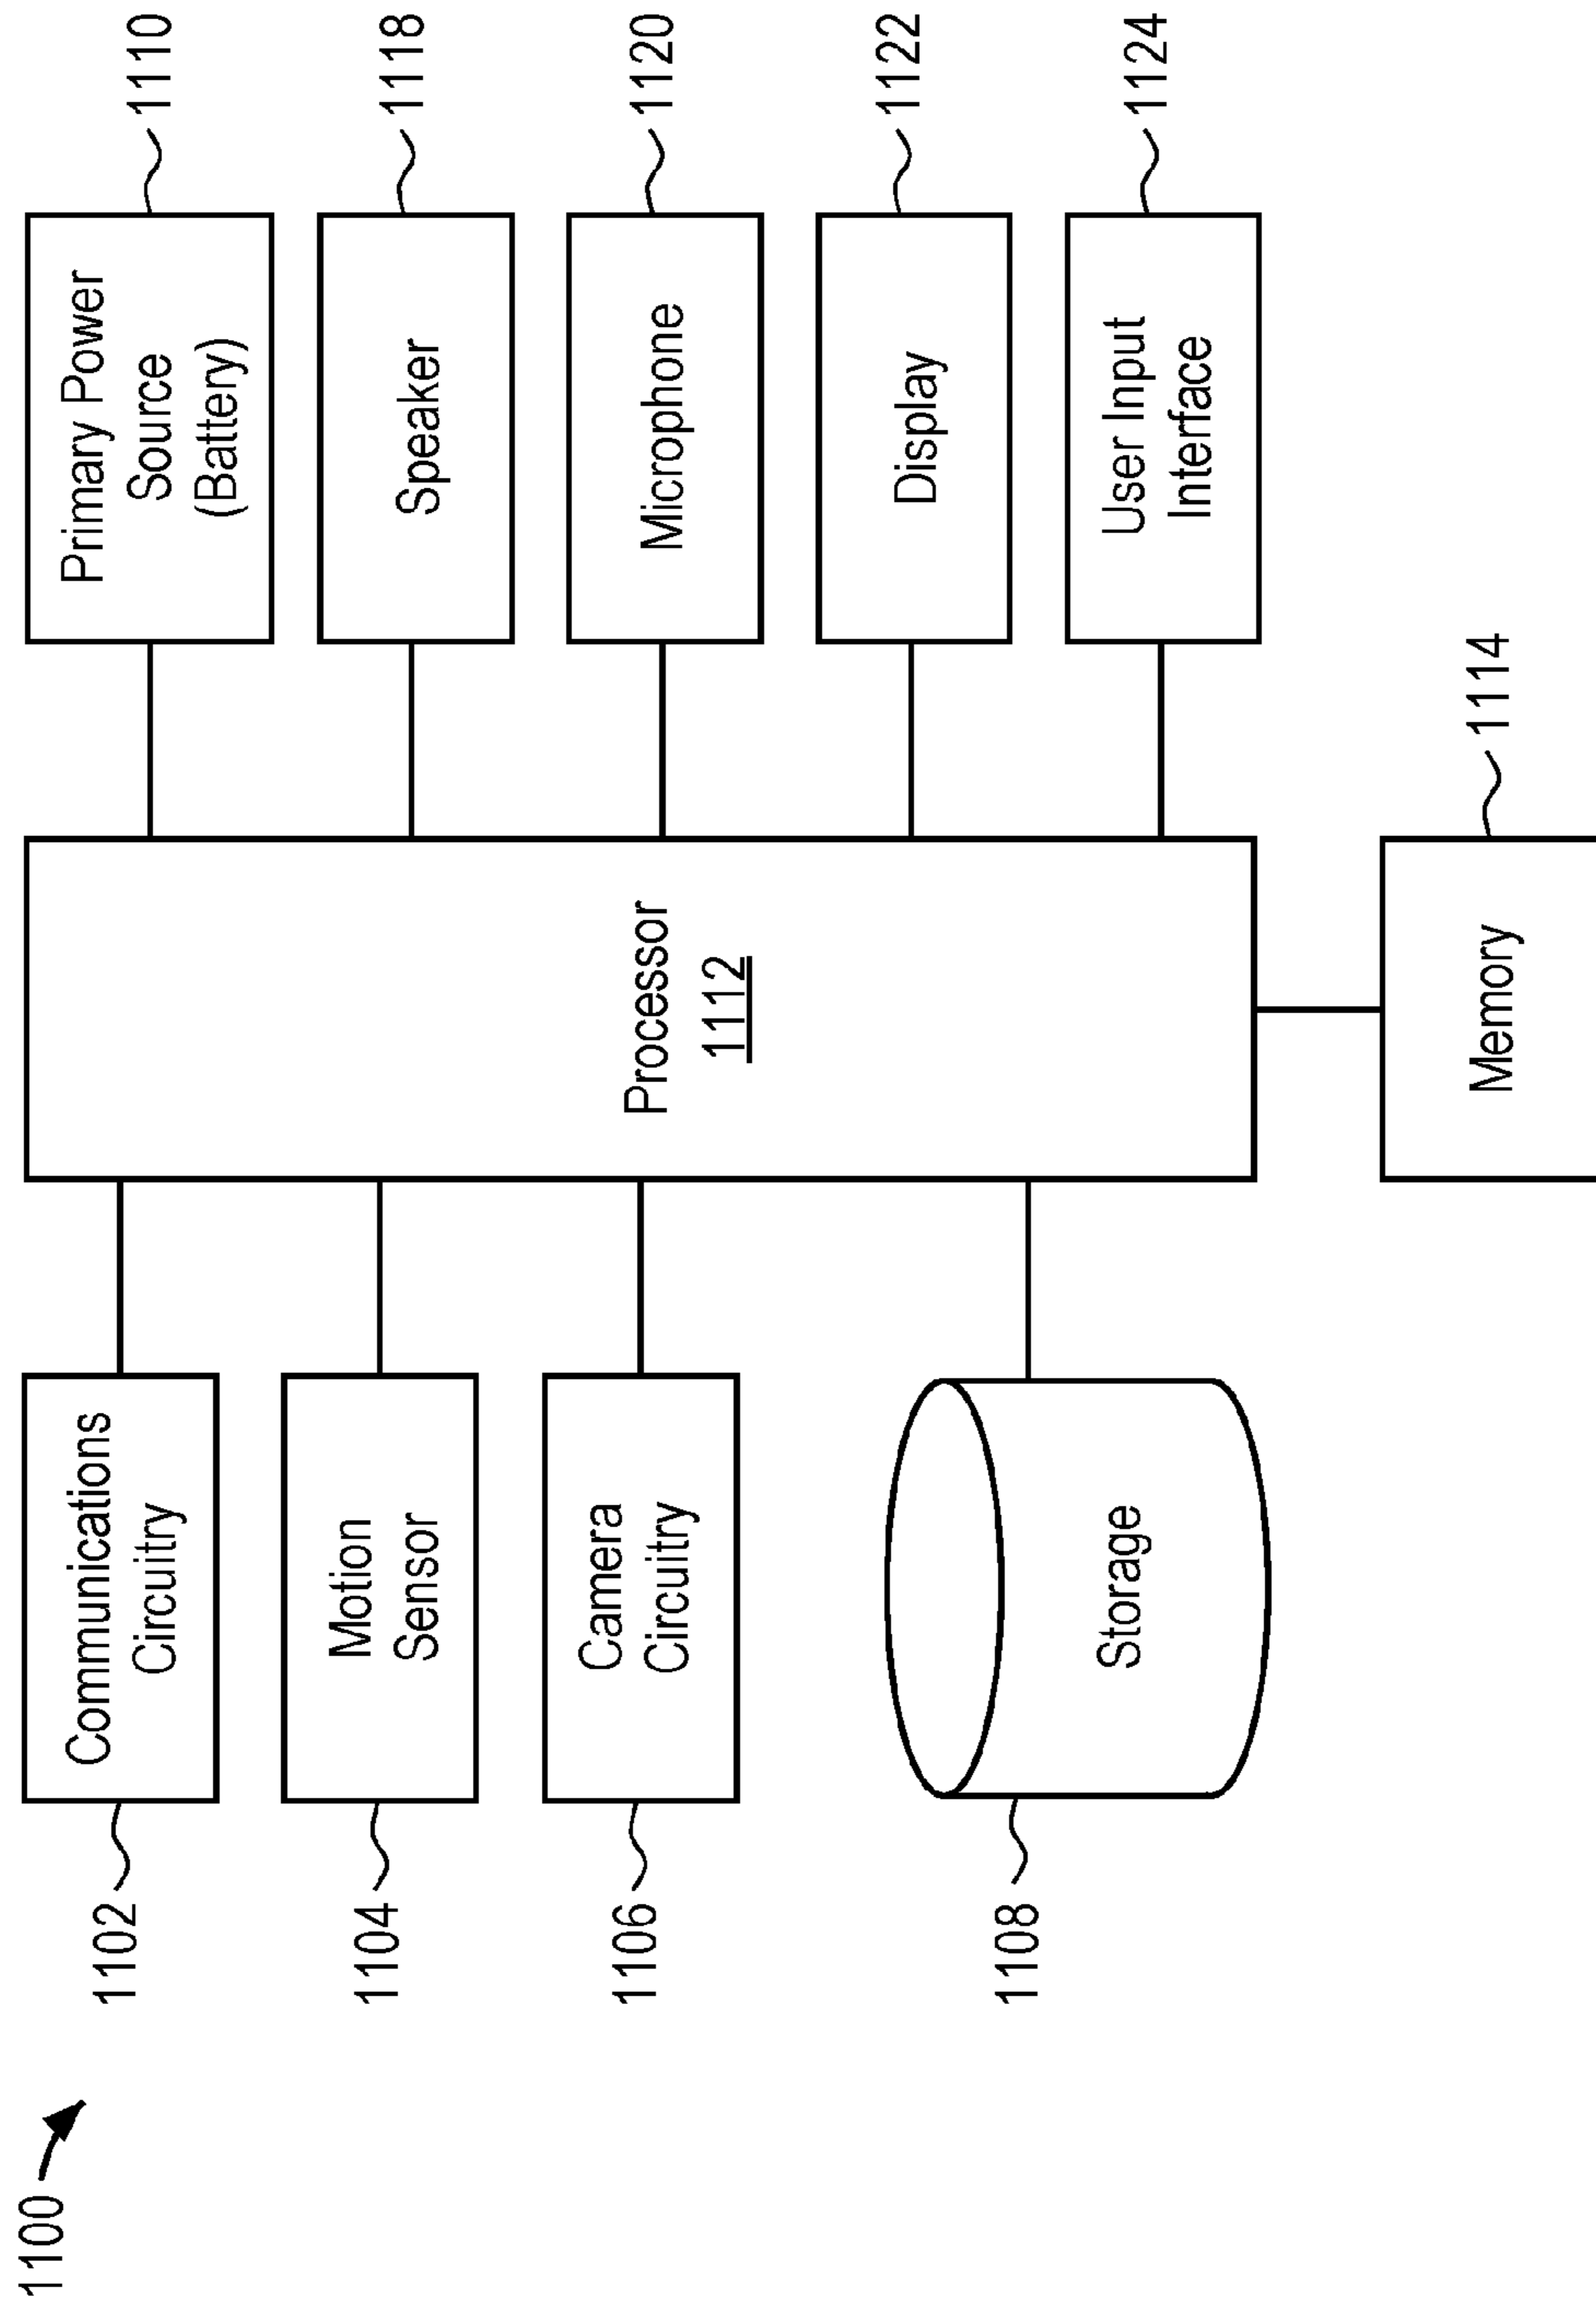 1100
1102
Communications
Circuitry
1104
Motion
Sensor
1106
Camera
Circuitry
1108
Storage
Processor
1112
Memory
1114
Primary Power
Source
(Battery)
1110
Speaker
1118
Microphone
1120
Display
1122
User Input
Interface
1124